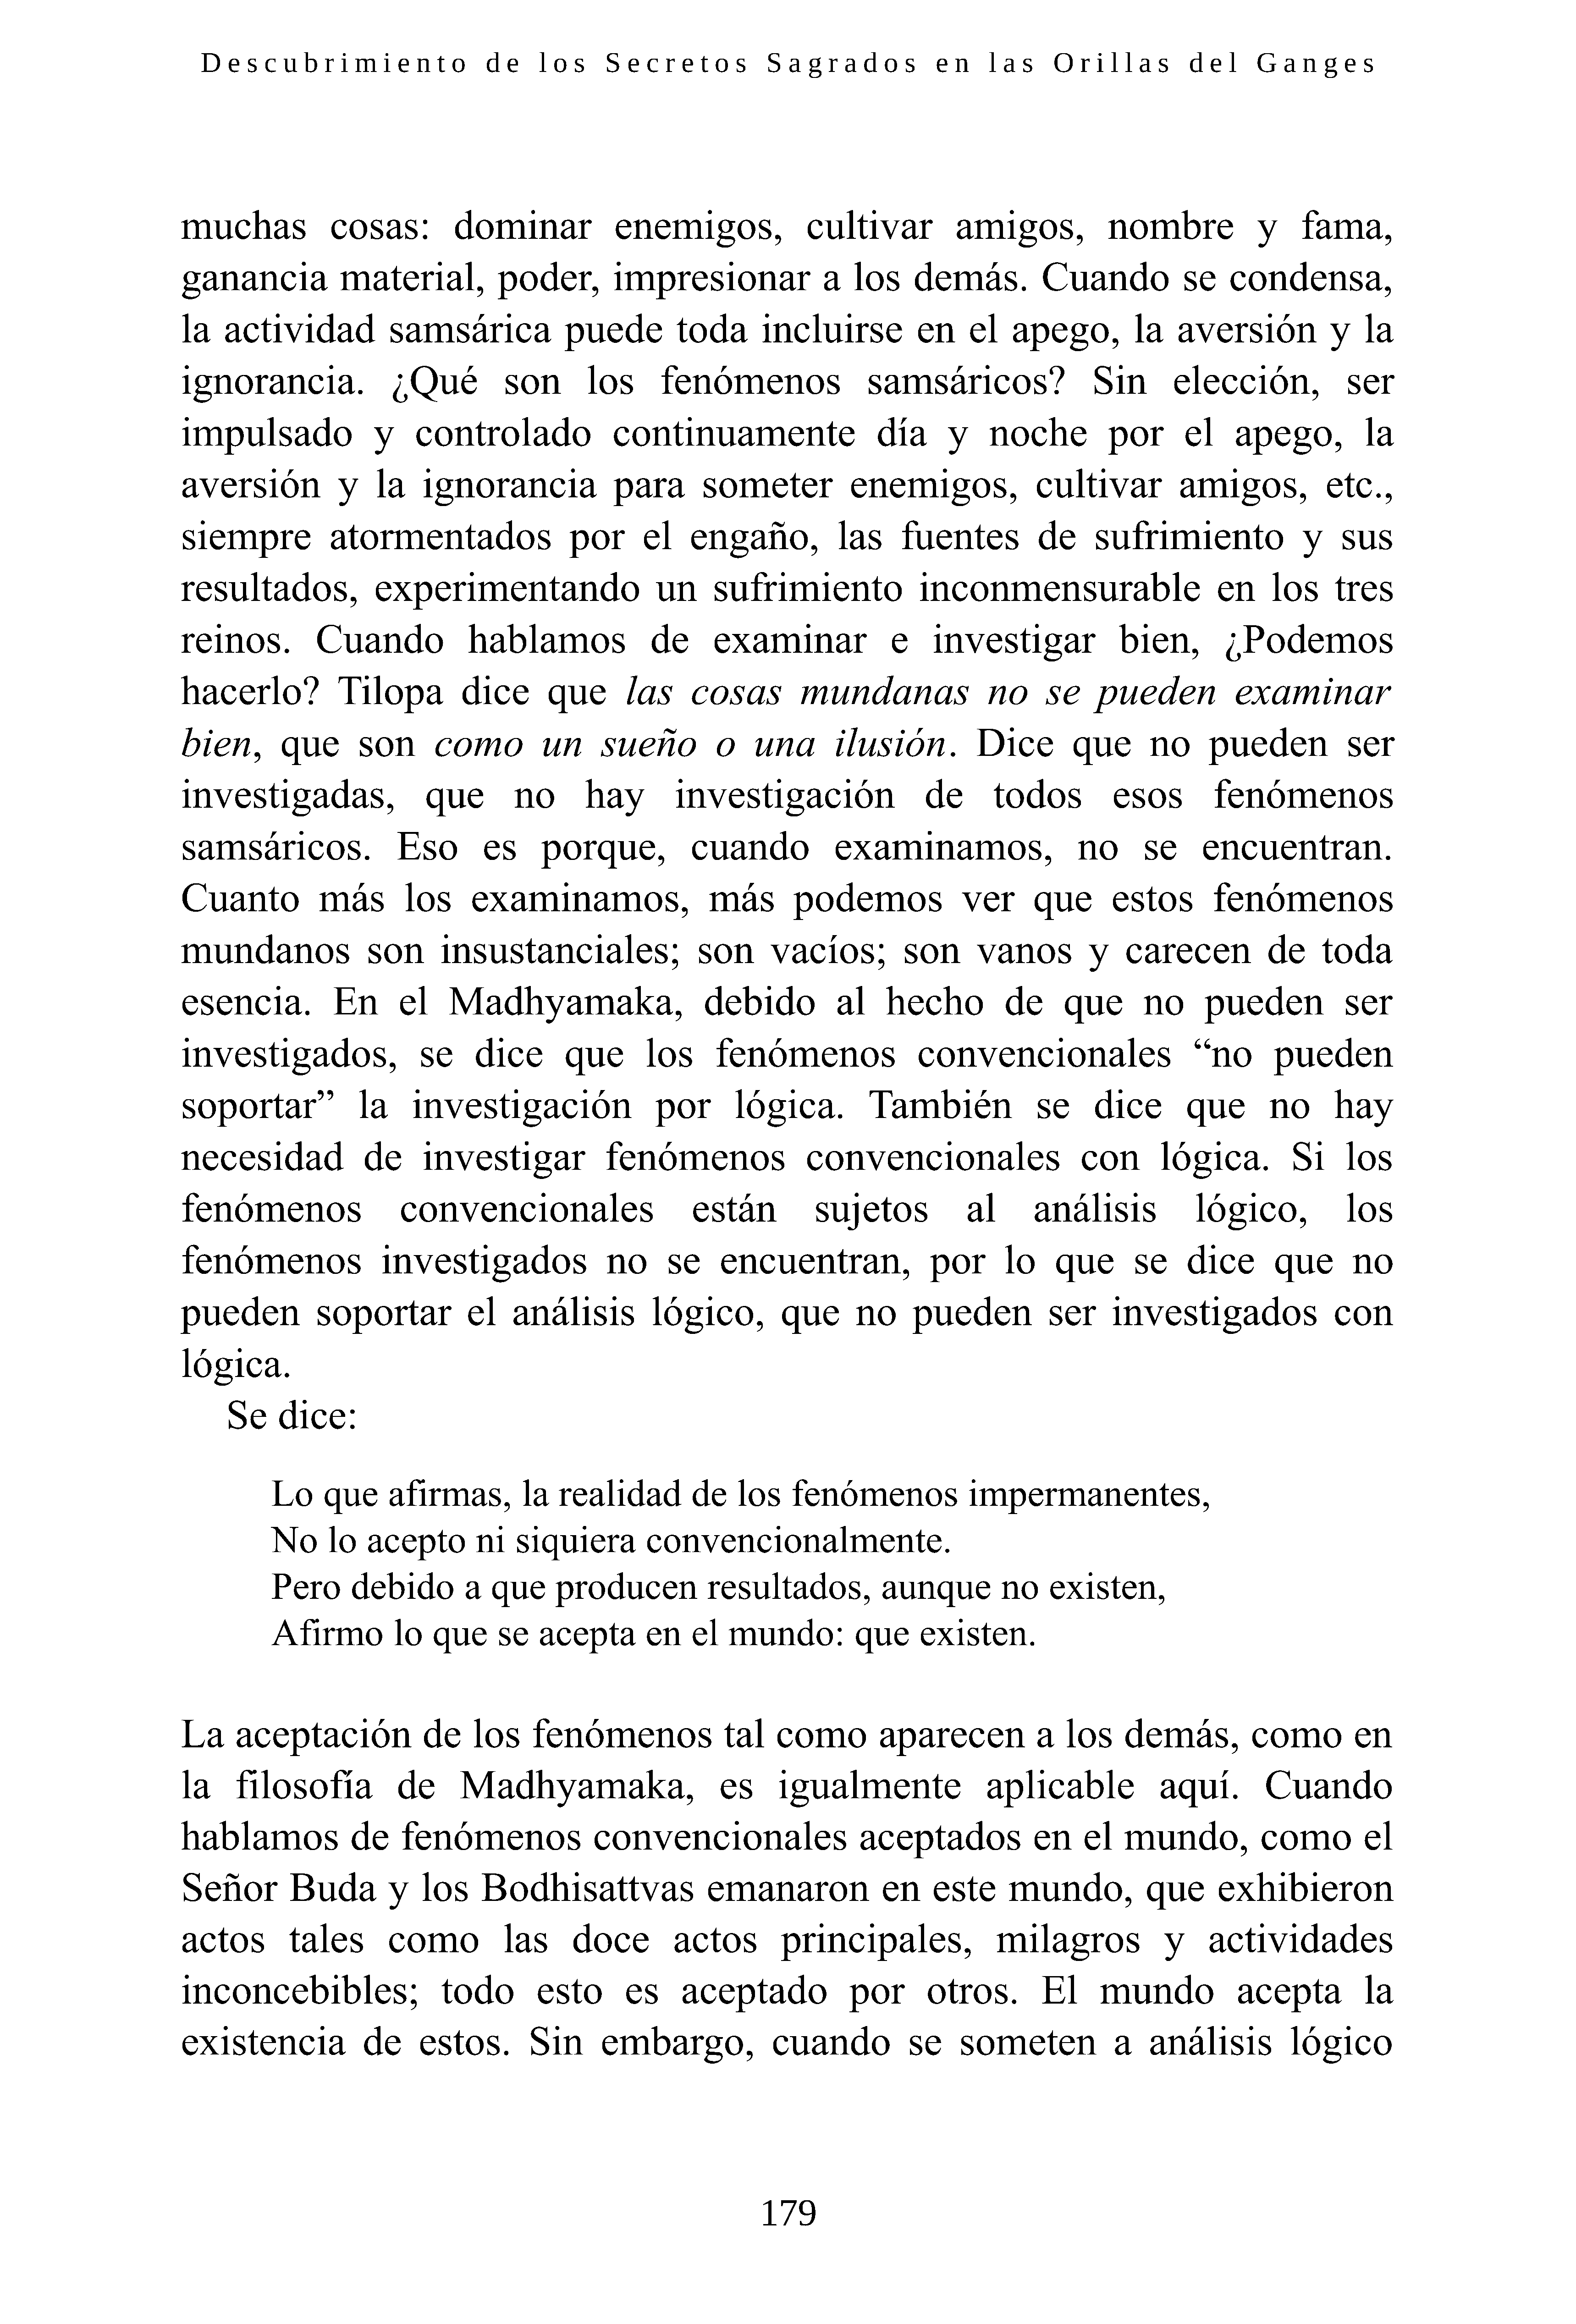 Descubrimiento de los Secretos Sagrados en las Orillas del Ganges
muchas cosas: dominar enemigos, cultivar amigos, nombre y fama,
ganancia material, poder, impresionar a los demás. Cuando se condensa,
la actividad samsárica puede toda incluirse en el apego, la aversión y la
ignorancia. ¿Qué son los fenómenos samsáricos? Sin elección, ser
impulsado y controlado continuamente día y noche por el apego, la
aversión y la ignorancia para someter enemigos, cultivar amigos, etc.,
siempre atormentados por el engaño, las fuentes de sufrimiento y sus
resultados, experimentando un sufrimiento inconmensurable en los tres
reinos. Cuando hablamos de examinar e investigar bien, ¿Podemos
hacerlo? Tilopa dice que las cosas mundanas no se pueden examinar
bien, que son como un sueño o una ilusión. Dice que no pueden ser
investigadas, que no hay investigación de todos esos fenómenos
samsáricos. Eso es porque, cuando examinamos, no se encuentran.
Cuanto más los examinamos, más podemos ver que estos fenómenos
mundanos son insustanciales; son vacíos; son vanos y carecen de toda
esencia. En el Madhyamaka, debido al hecho de que no pueden ser
investigados, se dice que los fenómenos convencionales “no pueden
soportar” la investigación por lógica. También se dice que no hay
necesidad de investigar fenómenos convencionales con lógica. Si los
fenómenos convencionales están sujetos al análisis lógico, los
fenómenos investigados no se encuentran, por lo que se dice que no
pueden soportar el análisis lógico, que no pueden ser investigados con
lógica.
Se dice:
Lo que afirmas, la realidad de los fenómenos impermanentes,
No lo acepto ni siquiera convencionalmente.
Pero debido a que producen resultados, aunque no existen,
Afirmo lo que se acepta en el mundo: que existen.
La aceptación de los fenómenos tal como aparecen a los demás, como en
la filosofía de Madhyamaka, es igualmente aplicable aquí. Cuando
hablamos de fenómenos convencionales aceptados en el mundo, como el
Señor Buda y los Bodhisattvas emanaron en este mundo, que exhibieron
actos tales como las doce actos principales, milagros y actividades
inconcebibles; todo esto es aceptado por otros. El mundo acepta la
existencia de estos. Sin embargo, cuando se someten a análisis lógico
179